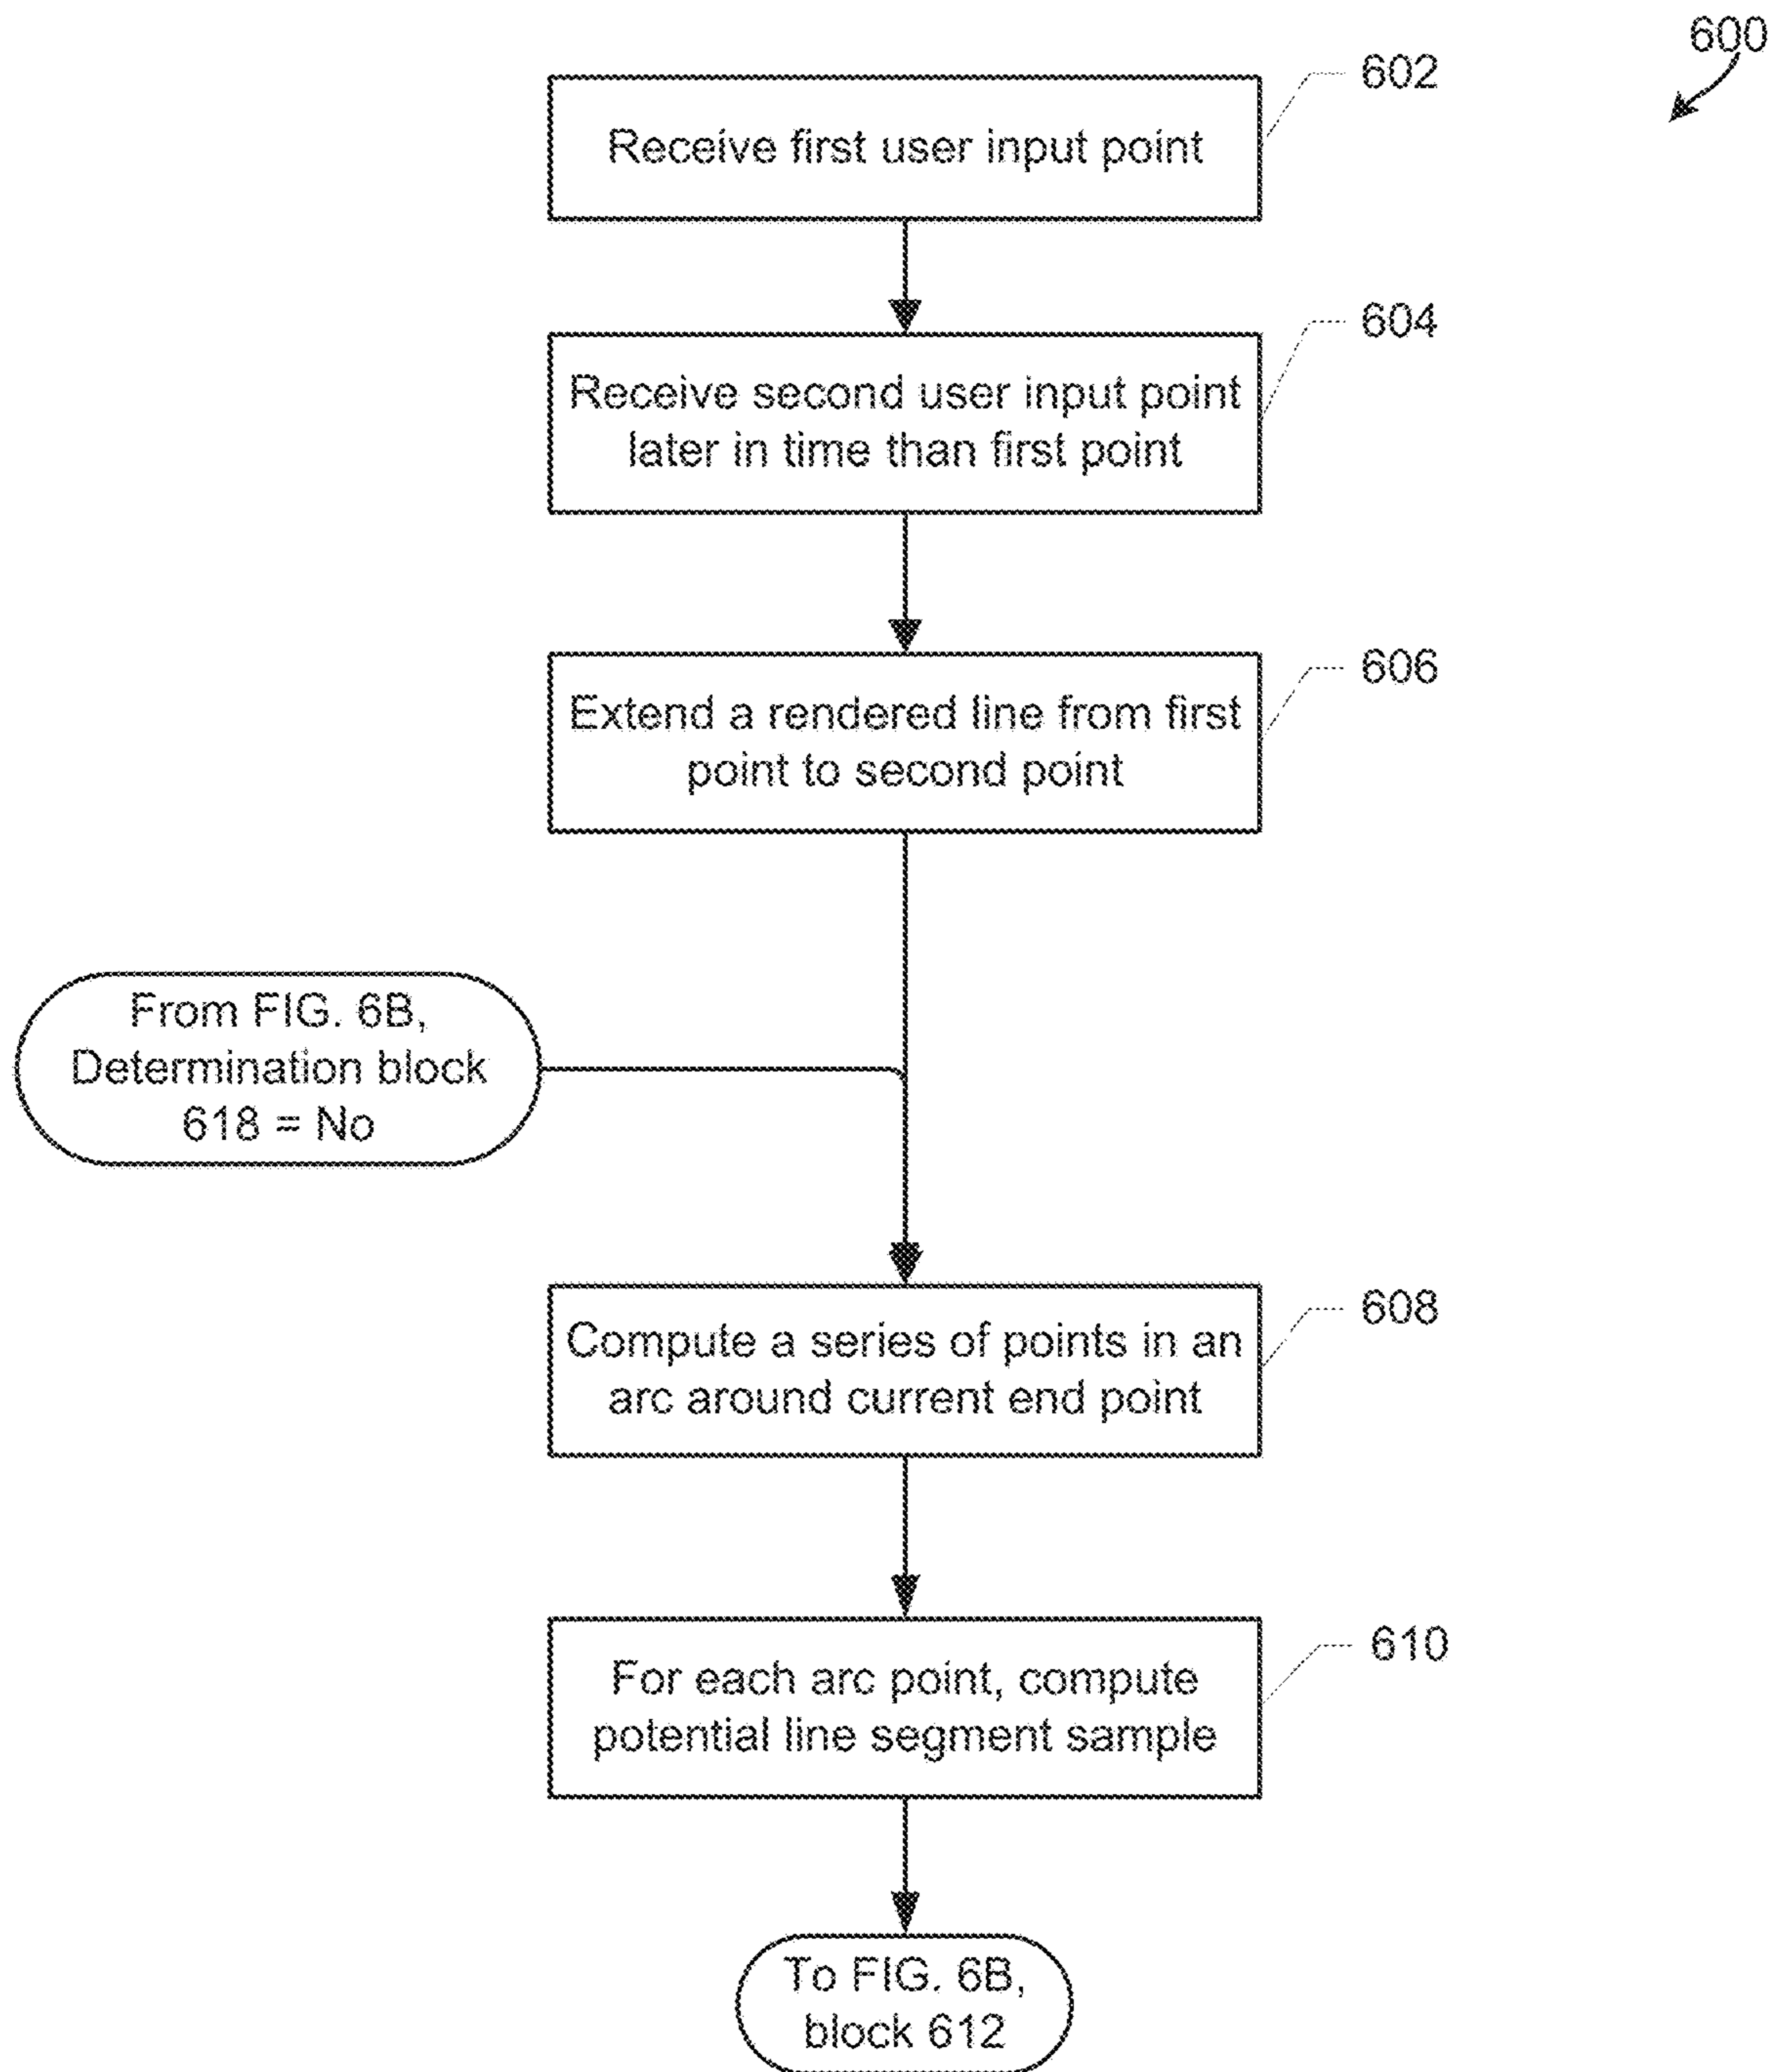 600
602
Receive first user input point
604
Receive second user input point
later in time than first point
606
Extend a rendered line from first
point to second point
From FIG. 6B,
Determination block
618 = No
608
Compute a series of points in an
arc around current end point
610
For each arc point, compute
potential line segment sample
To FIG. 6B,
block 612